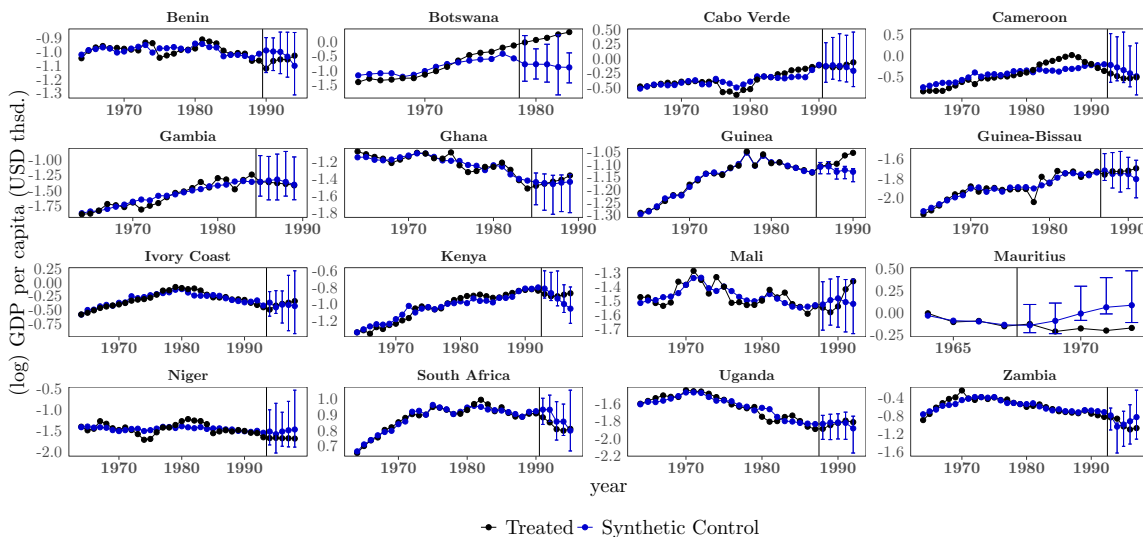 Benin Botswana Cabo Verde Cameroon
-0.9 -1.0 -1.1 -1.3
0.0 -0.5 -1.0 -1.5
0.50 0.25 0.00 -0.25 -0.50
0.5 0.0 -0.5
1970 1980 1990
1970 1980
1970 1980 1990
1970 1980 1990
Gambia Ghana Guinea Guinea-Bissau
-1.00 -1.25 -1.50 -1.75
-1.2 -1.4 -1.6 -1.8
-1.05 -1.10 -1.15 -1.20 -1.25 -1.30
-1.6 -1.8 -2.0
1970 1980 1990
1970 1980 1990
1970 1980 1990
1970 1980 1990
Ivory Coast Kenya Mali Mauritius
0.25 0.00 -0.25 -0.50 -0.75
-0.6 -0.8 -1.0 -1.2
-1.3 -1.4 -1.5 -1.6 -1.7
0.50 0.25 0.00 -0.25
1970 1980 1990
1970 1980 1990
1970 1980 1990
1965 1970
Niger South Africa Uganda Zambia
-0.5 -1.0 -1.5 -2.0
1.0 0.9 0.8 0.7
-1.4 -1.6 -1.8 -2.0 -2.2
-0.4 -0.8 -1.2 -1.6
1970 1980 1990
1970 1980 1990
1970 1980 1990
1970 1980 1990
(log) GDP per capita (USD thsd.)
year
Treated Synthetic Control